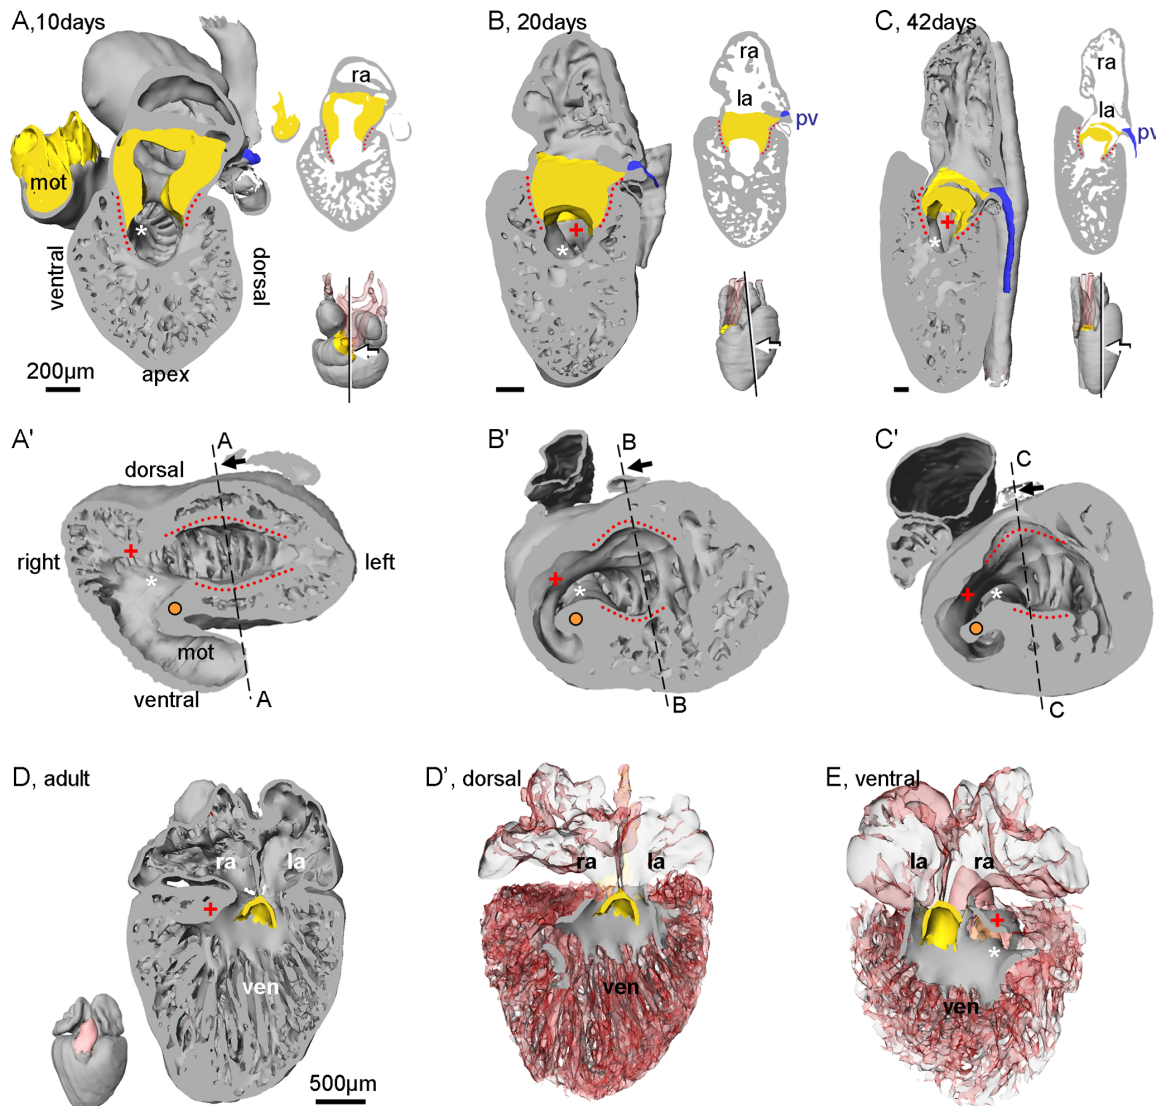 A,10days
ra
mot
*
ventral
dorsal
apex
200µm
B, 20days
ra
la
pv
+
*
C, 42days
ra
la
pv
+
*
A'
A
dorsal
right
+
*
left
mot
ventral
A
B'
B
+
*
B
C'
C
+
*
C
D, adult
ra
la
+
ven
500µm
D’, dorsal
ra
la
ven
E, ventral
la
ra
+
*
ven